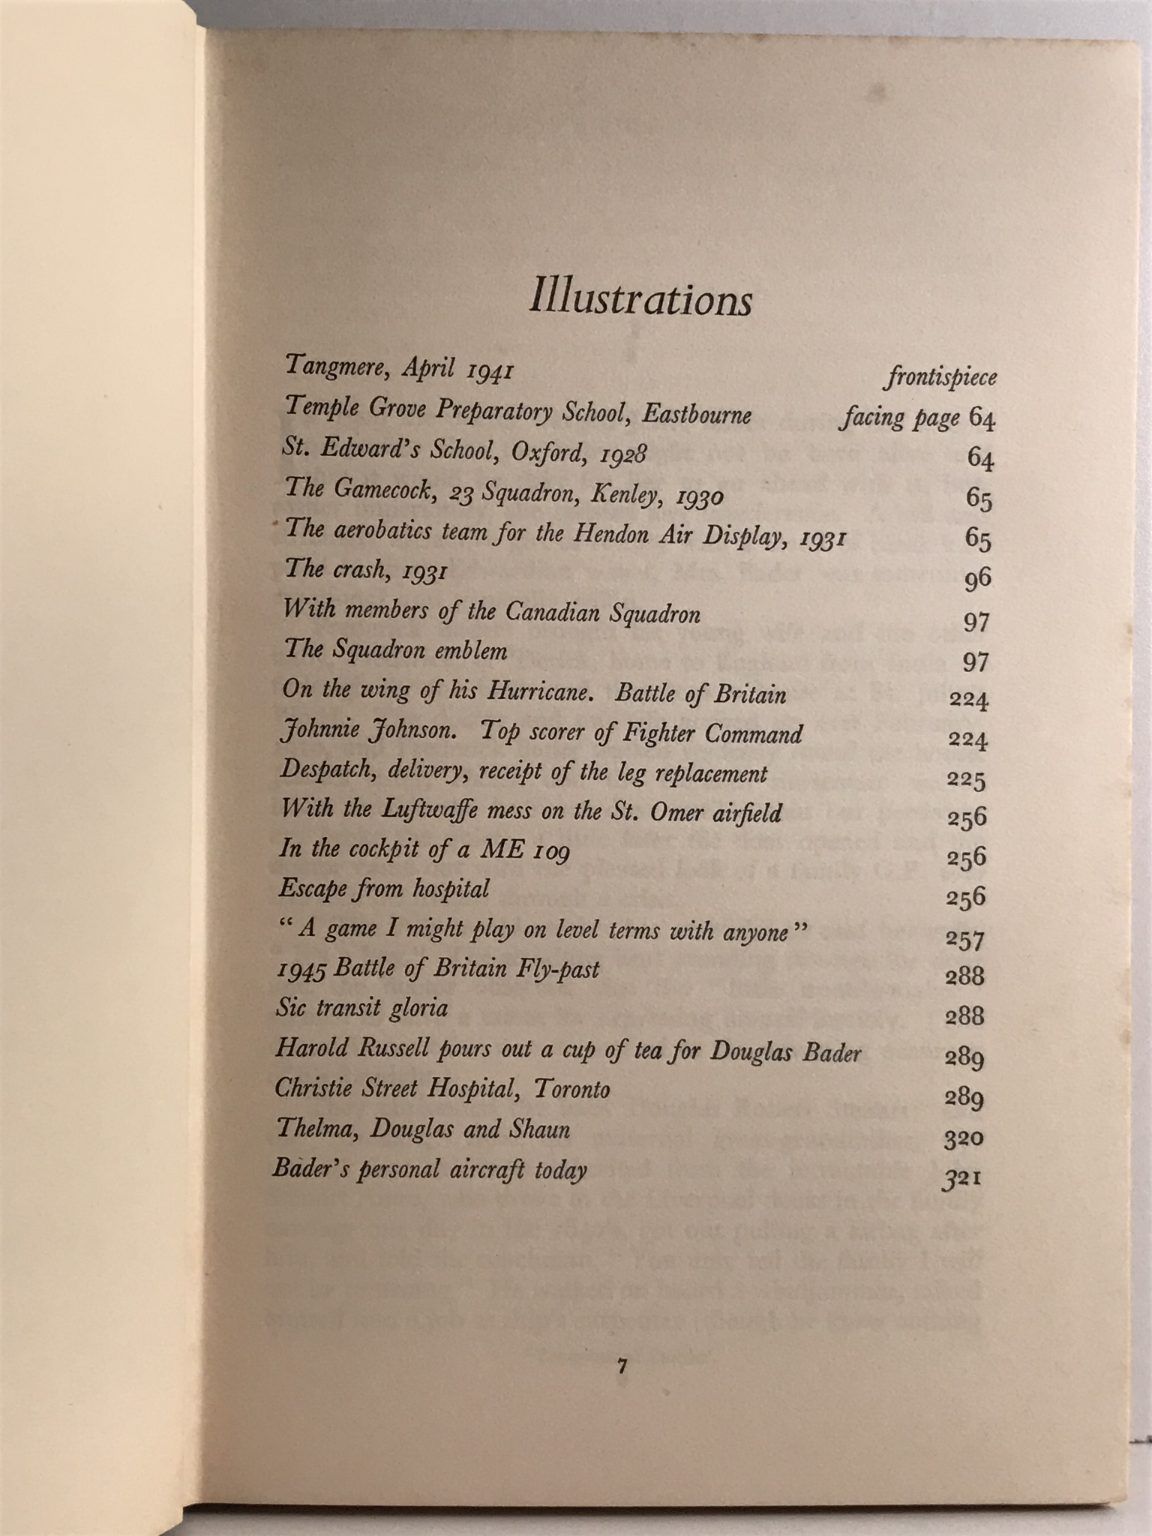 Illustrations
Tangmere, April 1941 frontispiece
Temple Grove Preparatory School, Eastbourne facing page 64
St. Edward's School, Oxford, 1928 64
The Gamecock, 23 Squadron, Kenley, 1930 65
The aerobatics team for the Hendon Air Display, 1931 65
The crash, 1931 96
With members of the Canadian Squadron 97
The Squadron emblem 97
On the wing of his Hurricane. Battle of Britain 224
Johnnie Johnson. Top scorer of Fighter Command 224
Despatch, delivery, receipt of the leg replacement 225
With the Luftwaffe mess on the St. Omer airfield 256
In the cockpit of a ME 109 256
Escape from hospital 256
“A game I might play on level terms with anyone” 257
1945 Battle of Britain Fly-past 288
Sic transit gloria 288
Harold Russell pours out a cup of tea for Douglas Bader 289
Christie Street Hospital, Toronto 289
Thelma, Douglas and Shaun 320
Bader's personal aircraft today 321
7